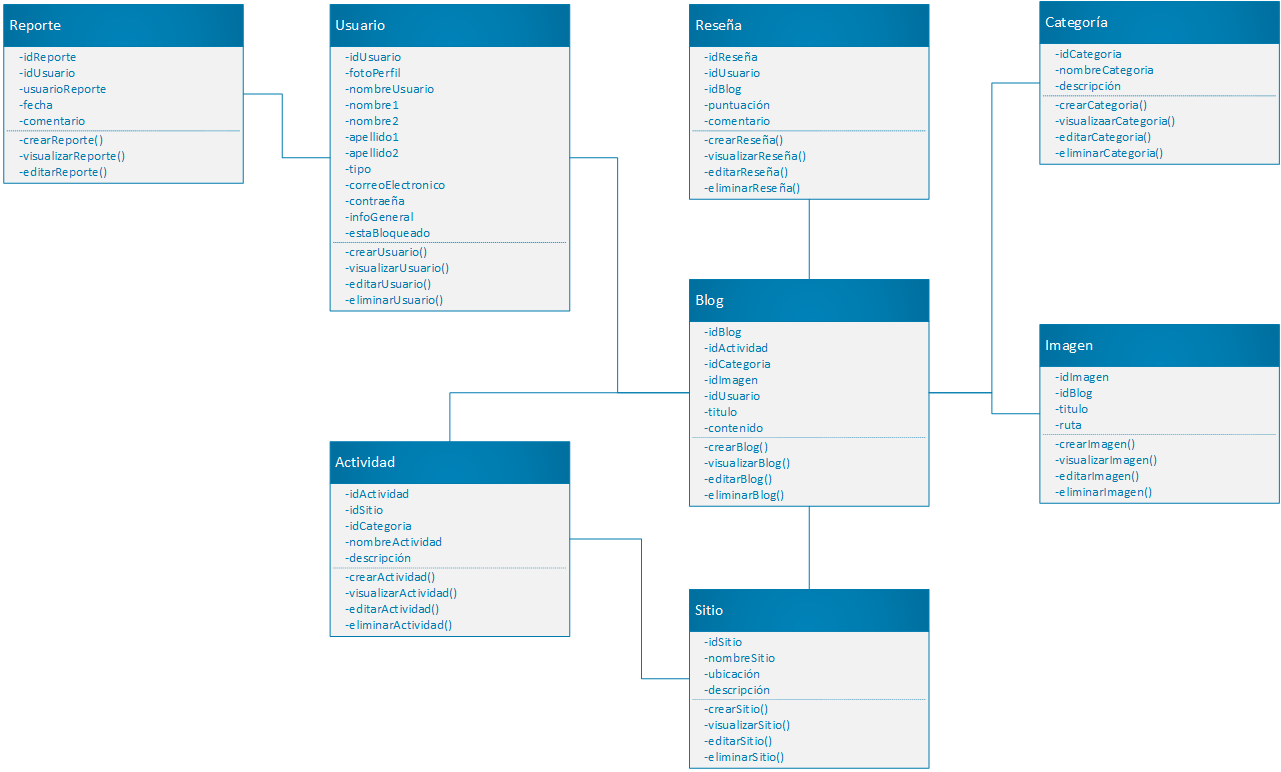 Reporte
-idReporte
-idUsuario
-usuarioReporte
-fecha
-comentario
-crearReporte()
-visualizarReporte()
-editarReporte()
Usuario
-idUsuario
-fotoPerfil
-nombreUsuario
-nombre1
-nombre2
-apellido1
-apellido2
-tipo
-correoElectronico
-contraeña
-infoGeneral
-estaBloqueado
-crearUsuario()
-visualizarUsuario()
-editarUsuario()
-eliminarUsuario()
Reseña
-idReseña
-idUsuario
-idBlog
-puntuación
-comentario
-crearReseña()
-visualizarReseña()
-editarReseña()
-eliminarReseña()
Categoría
-idCategoria
-nombreCategoria
-descripción
-crearCategoria()
-visualizaarCategoria()
-editarCategoria()
-eliminarCategoria()
Blog
-idBlog
-idActividad
-idCategoria
-idImagen
-idUsuario
-titulo
-contenido
-crearBlog()
-visualizarBlog()
-editarBlog()
-eliminarBlog()
Imagen
-idImagen
-idBlog
-titulo
-ruta
-crearImagen()
-visualizarImagen()
-editarImagen()
-eliminarImagen()
Actividad
-idActividad
-idSitio
-idCategoria
-nombreActividad
-descripción
-crearActividad()
-visualizarActividad()
-editarActividad()
-eliminarActividad()
Sitio
-idSitio
-nombreSitio
-ubicación
-descripción
-crearSitio()
-visualizarSitio()
-editarSitio()
-eliminarSitio()